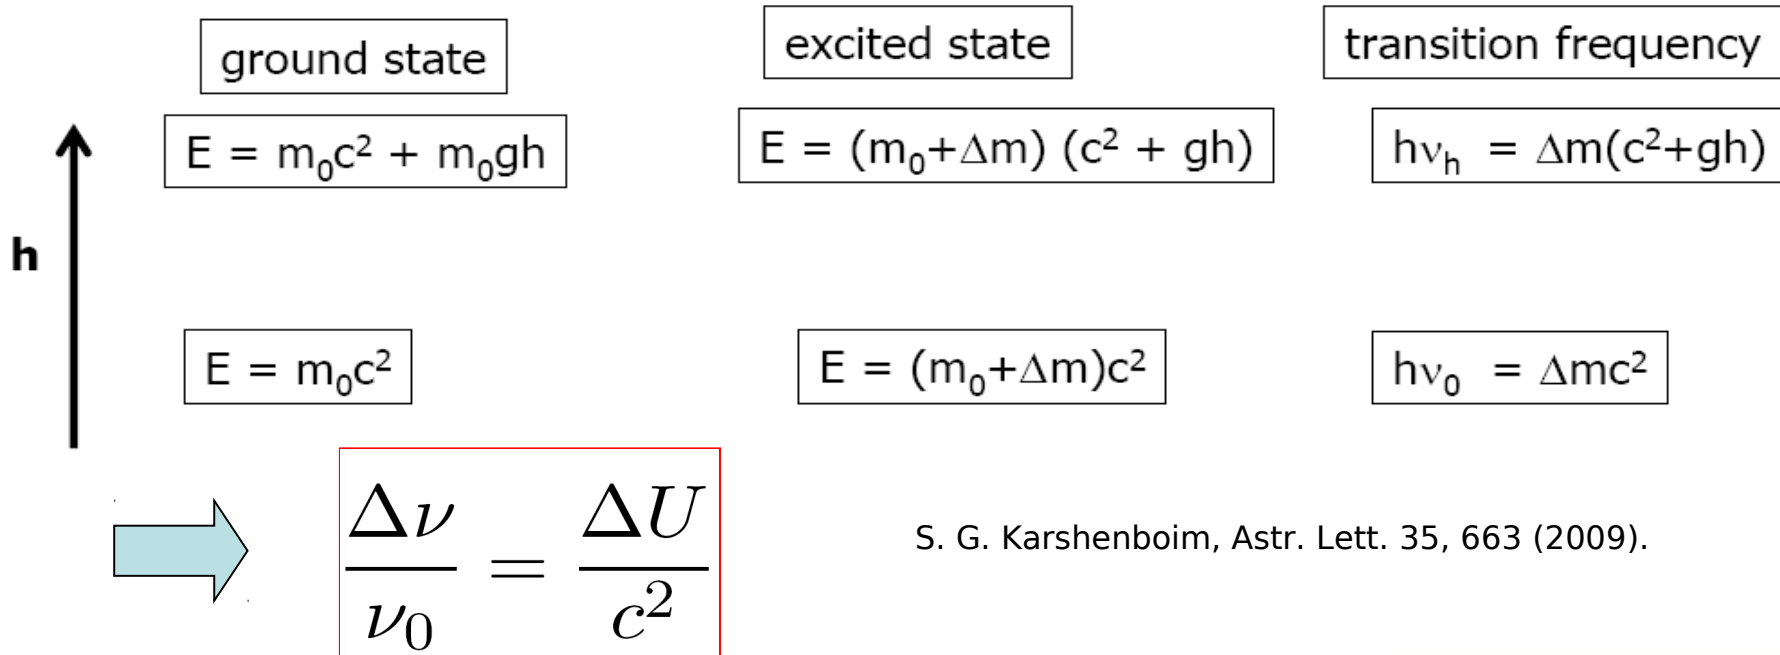 ground state
excited state
transition frequency
E = m₀c² + m₀gh
E = (m₀+Δm) (c² + gh)
hν_h = Δm(c²+gh)
h
E = m₀c²
E = (m₀+Δm)c²
hν₀ = Δmc²
Δν/ν₀ = ΔU/c²
S. G. Karshenboim, Astr. Lett. 35, 663 (2009).